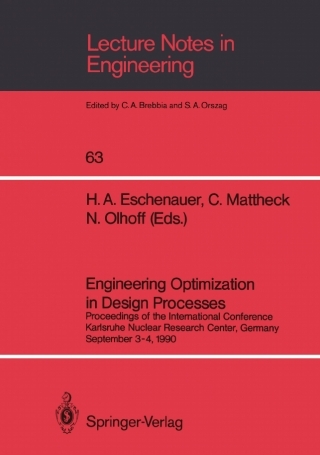 Lecture Notes in
Engineering
Edited by C.A. Brebbia and S.A. Orszag
63
H. A. Eschenauer, C. Mattheck
N. Olhoff (Eds.)
Engineering Optimization
in Design Processes
Proceedings of the International Conference
Karlsruhe Nuclear Research Center, Germany
September 3-4, 1990
Springer-Verlag